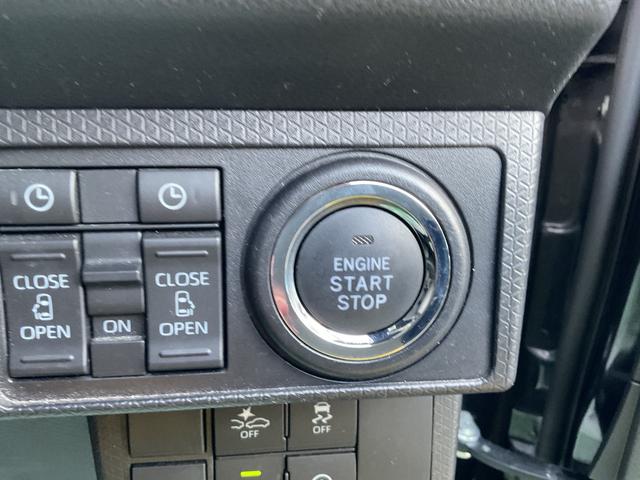 CLOSE
OPEN
ON
CLOSE
OPEN
ENGINE
START
STOP
OFF
OFF